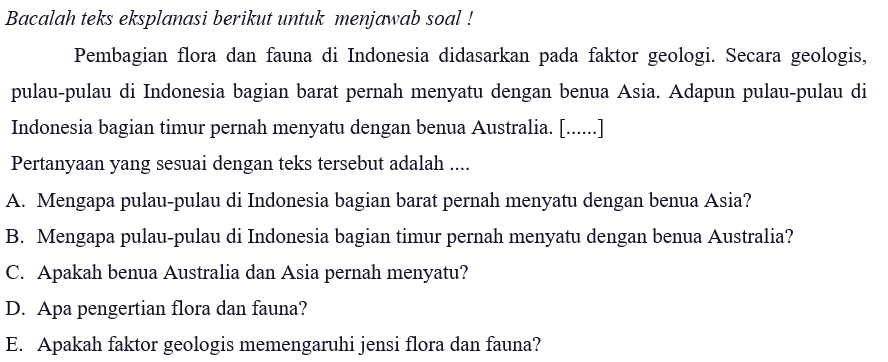 Bacalah teks eksplanasi berikut untuk menjawab soal !
Pembagian flora dan fauna di Indonesia didasarkan pada faktor geologi. Secara geologis,
pulau-pulau di Indonesia bagian barat pernah menyatu dengan benua Asia. Adapun pulau-pulau di
Indonesia bagian timur pernah menyatu dengan benua Australia. [......]
Pertanyaan yang sesuai dengan teks tersebut adalah ....
A. Mengapa pulau-pulau di Indonesia bagian barat pernah menyatu dengan benua Asia?
B. Mengapa pulau-pulau di Indonesia bagian timur pernah menyatu dengan benua Australia?
C. Apakah benua Australia dan Asia pernah menyatu?
D. Apa pengertian flora dan fauna?
E. Apakah faktor geologis memengaruhi jensi flora dan fauna?